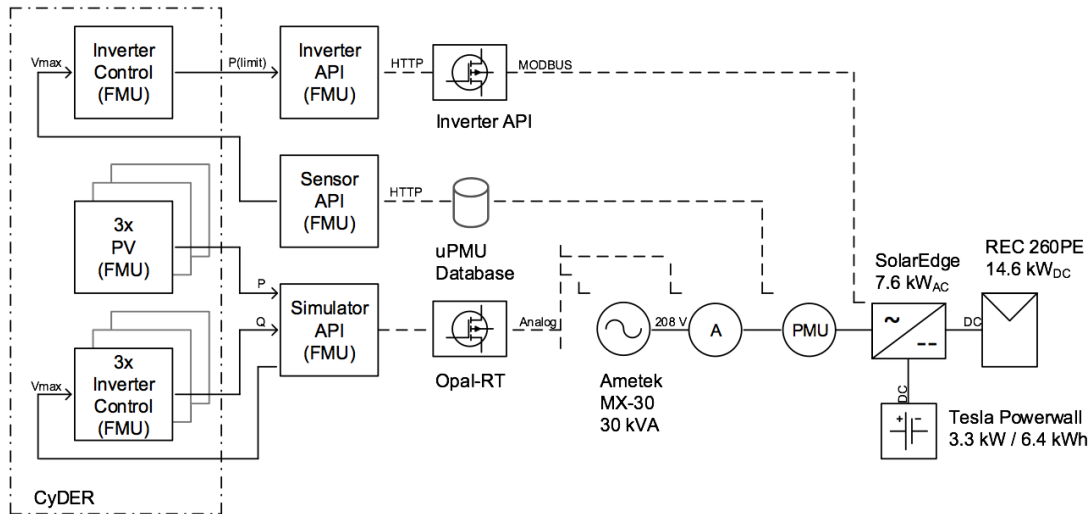 Inverter
Control
(FMU)
Vmax
P(limit)
Inverter
API
(FMU)
HTTP
MODBUS
Inverter API
Sensor
API
(FMU)
HTTP
uPMU
Database
3x
PV
(FMU)
P
Q
Simulator
API
(FMU)
Analog
Opal-RT
3x
Inverter
Control
(FMU)
Vmax
CyDER
208 V
A
PMU
Ametek
MX-30
30 kVA
SolarEdge
7.6 kWAC
REC 260PE
14.6 kWDC
DC
DC
Tesla Powerwall
3.3 kW / 6.4 kWh